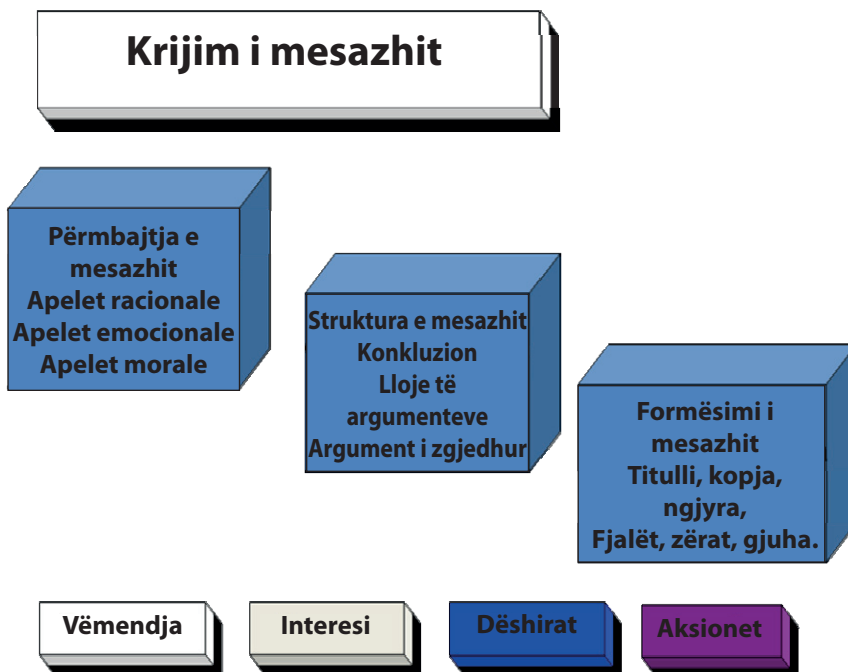 Krijim i mesazhit
Përmbajtja e
mesazhit
Apelet racionale
Apelet emocionale
Apelet morale
Struktura e mesazhit
Konkluzion
Lloje të
argumenteve
Argument i zgjedhur
Formësimi i
mesazhit
Titulli, kopja,
ngjyra,
Fjalët, zërat, gjuha.
Vëmendja
Interesi
Dëshirat
Aksionet